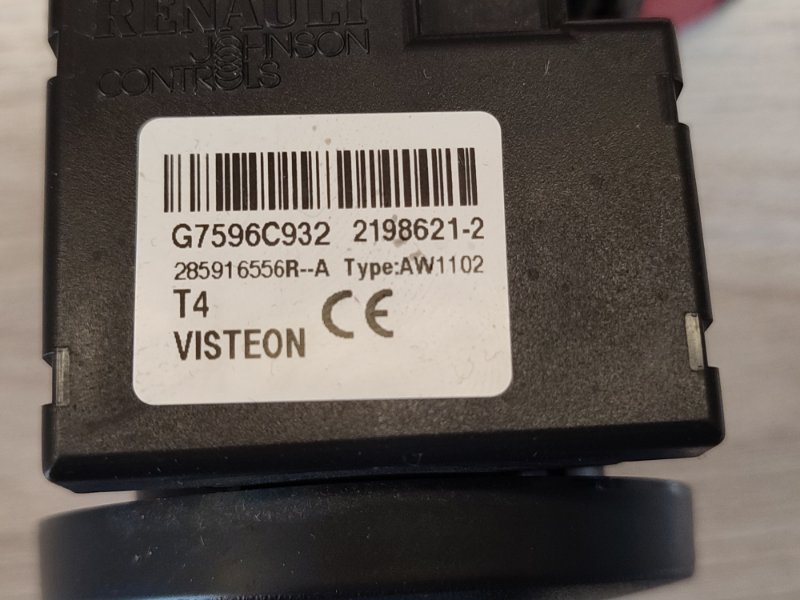 RENAULT
JOHNSON
CONTROLS
G7596C932 2198621-2
285916556R--A Type:AW1102
T4 CE
VISTEON